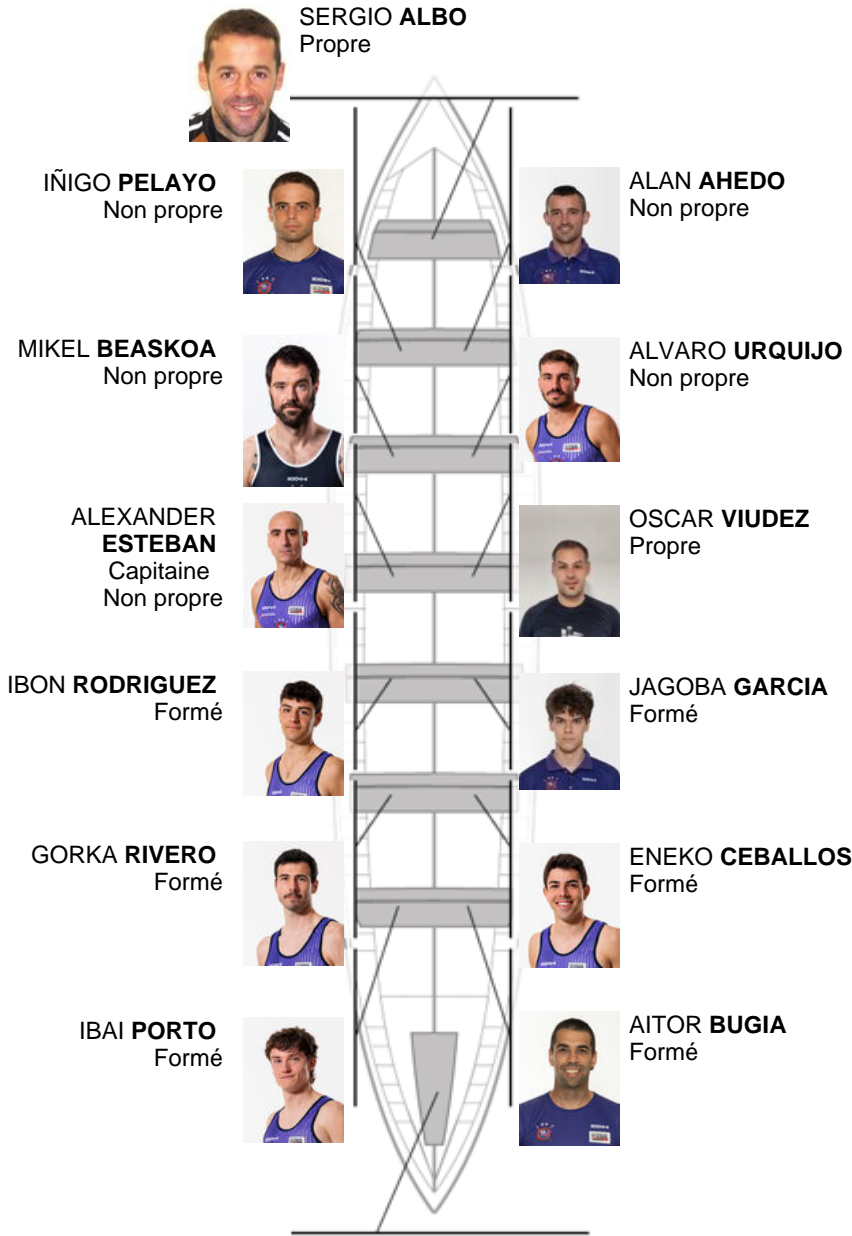 SERGIO ALBO
Propre
IÑIGO PELAYO
Non propre
ALAN AHEDO
Non propre
MIKEL BEASKOA
Non propre
ALVARO URQUIJO
Non propre
ALEXANDER
ESTEBAN
Capitaine
Non propre
OSCAR VIUDEZ
Propre
IBON RODRIGUEZ
Formé
JAGOBA GARCIA
Formé
GORKA RIVERO
Formé
ENEKO CEBALLOS
Formé
IBAI PORTO
Formé
AITOR BUGIA
Formé